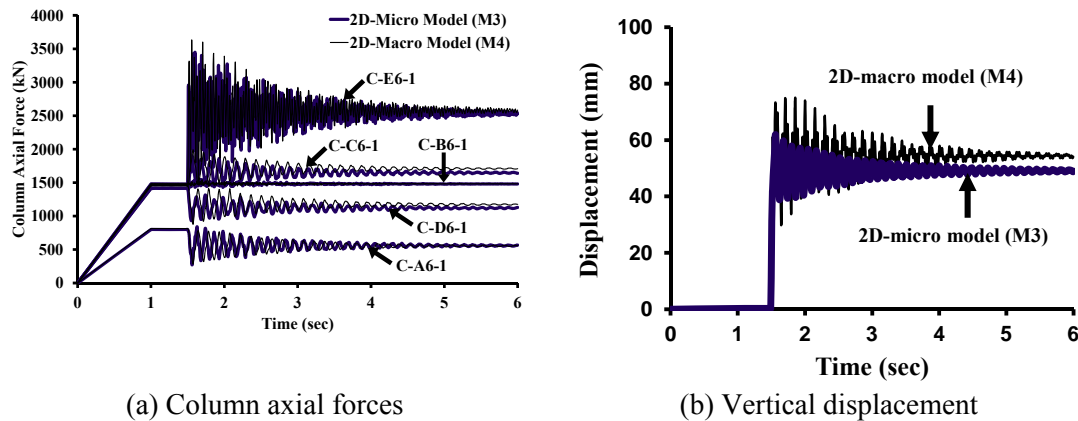 4000
3500
3000
2500
2000
1500
1000
500
0
Column Axial Force (kN)
2D-Micro Model (M3)
2D-Macro Model (M4)
C-E6-1
C-C6-1
C-B6-1
C-D6-1
C-A6-1
0 1 2 3 4 5 6
Time (sec)
(a) Column axial forces
100
80
60
40
20
0
Displacement (mm)
2D-macro model (M4)
2D-micro model (M3)
0 1 2 3 4 5 6
Time (sec)
(b) Vertical displacement